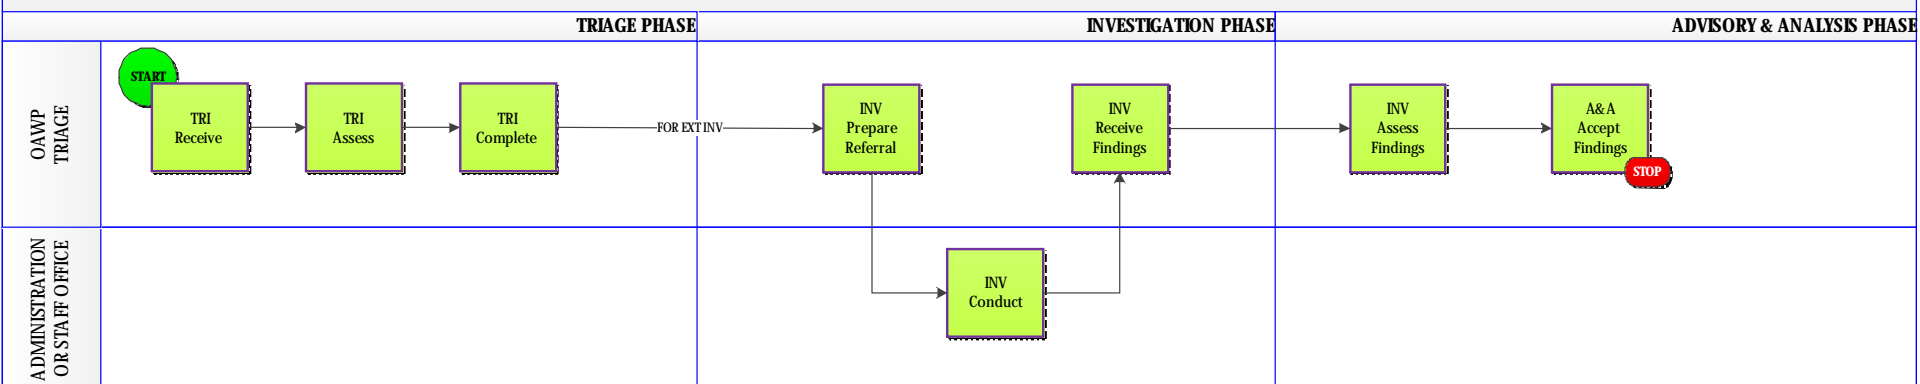 TRIAGE PHASE
INVESTIGATION PHASE
ADVISORY & ANALYSIS PHASE
OAWP
TRIAGE
START
TRI
Receive
TRI
Assess
TRI
Complete
FOR EXT INV
INV
Prepare
Referral
INV
Receive
Findings
INV
Assess
Findings
A&A
Accept
Findings
STOP
ADMINISTRATION
OR STAFF OFFICE
INV
Conduct